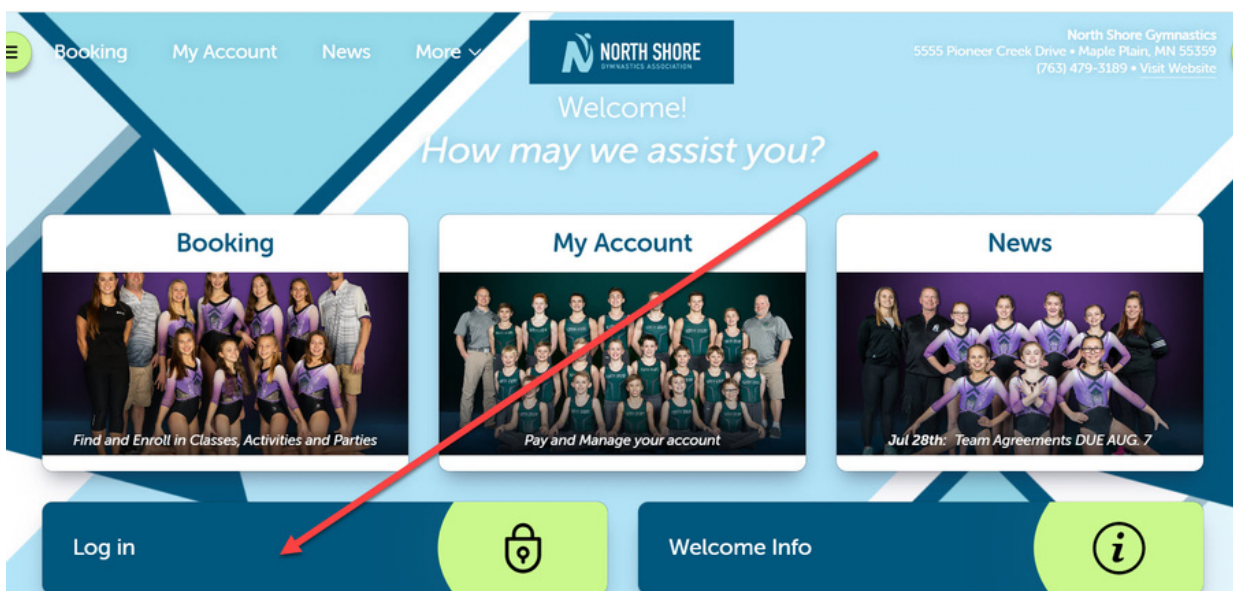 Booking My Account News More
NORTH SHORE
GYMNASTICS ASSOCIATION
North Shore Gymnastics
5555 Pioneer Creek Drive • Maple Plain, MN 55359
(763) 479-3189 • Visit Website
Welcome!
How may we assist you?
Booking
Find and Enroll in Classes, Activities and Parties
My Account
Pay and Manage your account
News
Jul 28th: Team Agreements DUE AUG. 7
Log in
Welcome Info
i